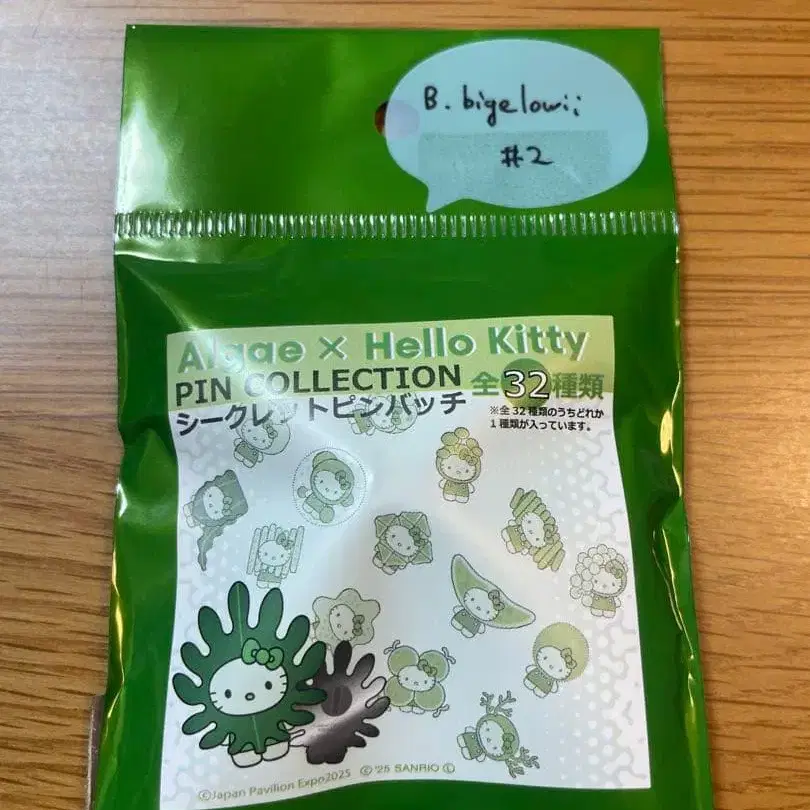 B. bigelowii
#2
Algae × Hello Kitty
PIN COLLECTION 全32種類
シークレットピンバッチ
※全32種類のうちどれか
1種類が入っています。
©Japan Pavilion Expo2025 © '25 SANRIO Ⓛ